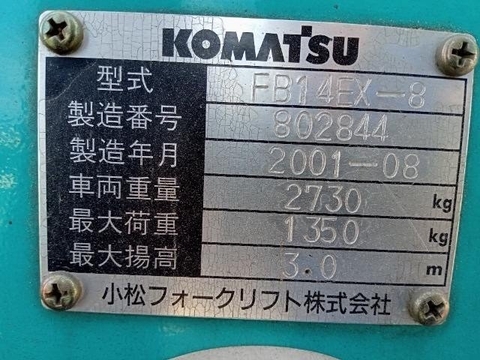 KOMATSU
型式 FB14EX-8
製造番号 802844
製造年月 2001-08
車両重量 2730 kg
最大荷重 1350 kg
最大揚高 3.0 m
小松フォークリフト株式会社